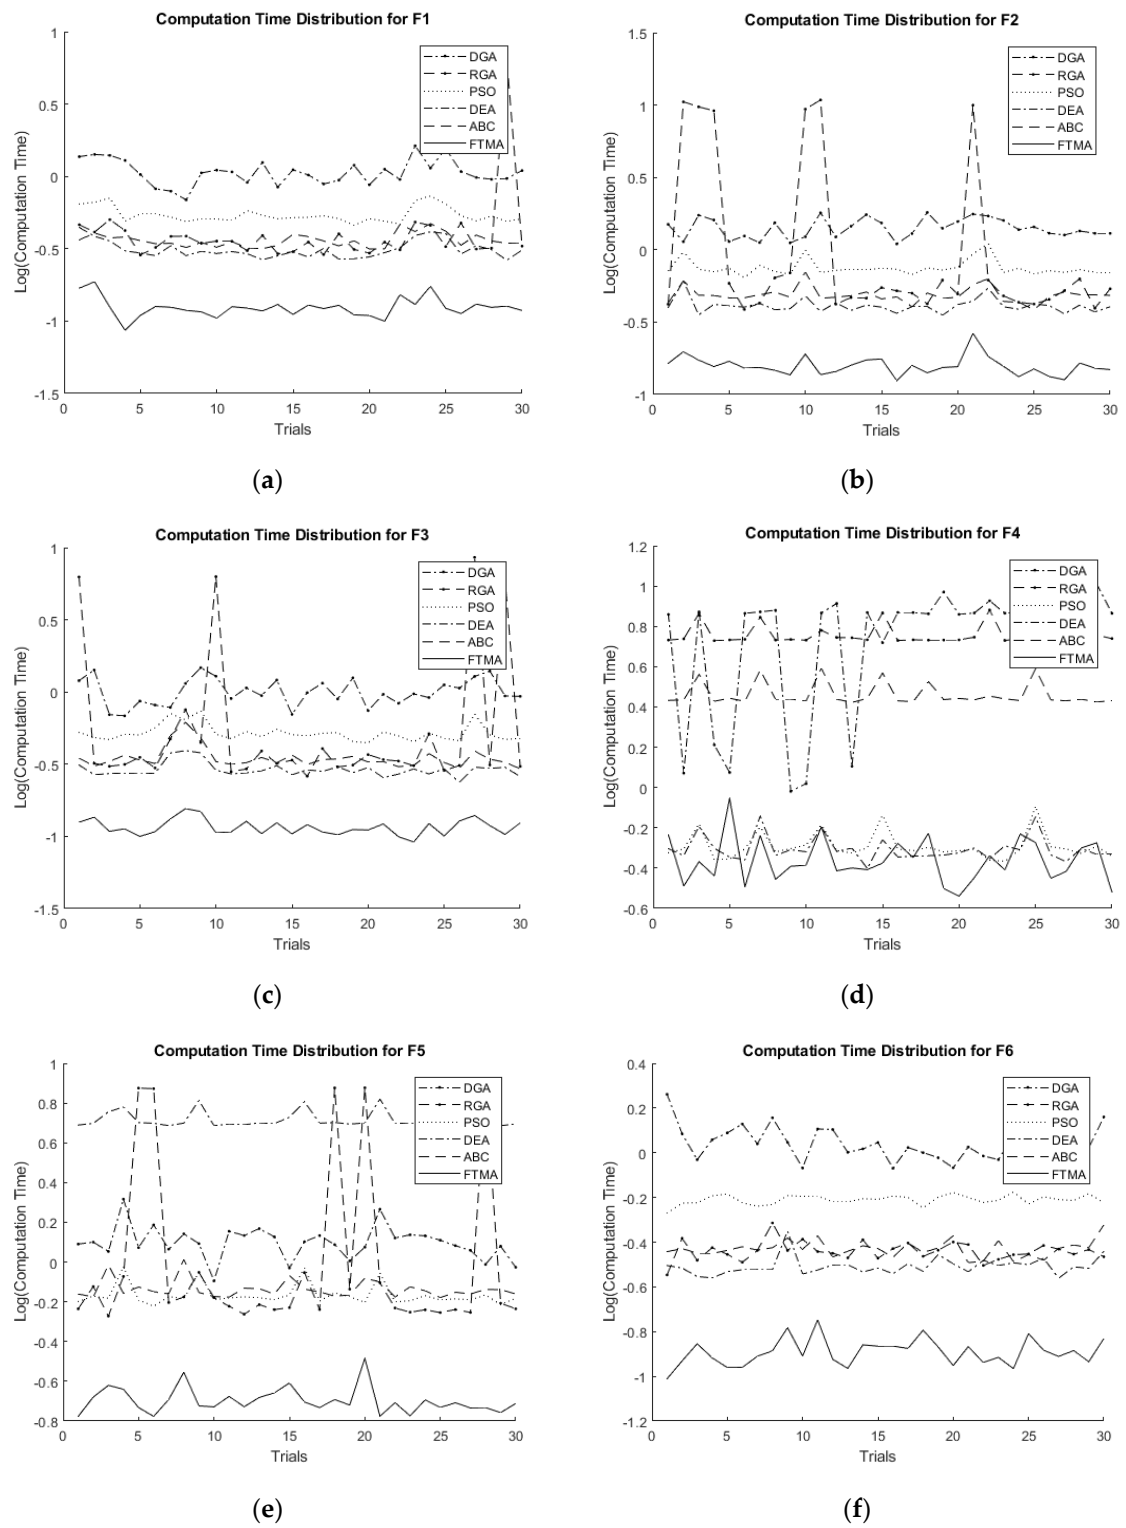 Computation Time Distribution for F1
1
0.5
0
-0.5
-1
-1.5
Log(Computation Time)
DGA
RGA
PSO
DEA
ABC
FTMA
0 5 10 15 20 25 30
Trials
(a)
Computation Time Distribution for F2
1.5
1
0.5
0
-0.5
-1
Log(Computation Time)
DGA
RGA
PSO
DEA
ABC
FTMA
0 5 10 15 20 25 30
Trials
(b)
Computation Time Distribution for F3
1
0.5
0
-0.5
-1
-1.5
Log(Computation Time)
DGA
RGA
PSO
DEA
ABC
FTMA
0 5 10 15 20 25 30
Trials
(c)
Computation Time Distribution for F4
1.2
1
0.8
0.6
0.4
0.2
0
-0.2
-0.4
-0.6
Log(Computation Time)
DGA
RGA
PSO
DEA
ABC
FTMA
0 5 10 15 20 25 30
Trials
(d)
Computation Time Distribution for F5
1
0.8
0.6
0.4
0.2
0
-0.2
-0.4
-0.6
-0.8
Log(Computation Time)
DGA
RGA
PSO
DEA
ABC
FTMA
0 5 10 15 20 25 30
Trials
(e)
Computation Time Distribution for F6
0.4
0.2
0
-0.2
-0.4
-0.6
-0.8
-1
-1.2
Log(Computation Time)
DGA
RGA
PSO
DEA
ABC
FTMA
0 5 10 15 20 25 30
Trials
(f)